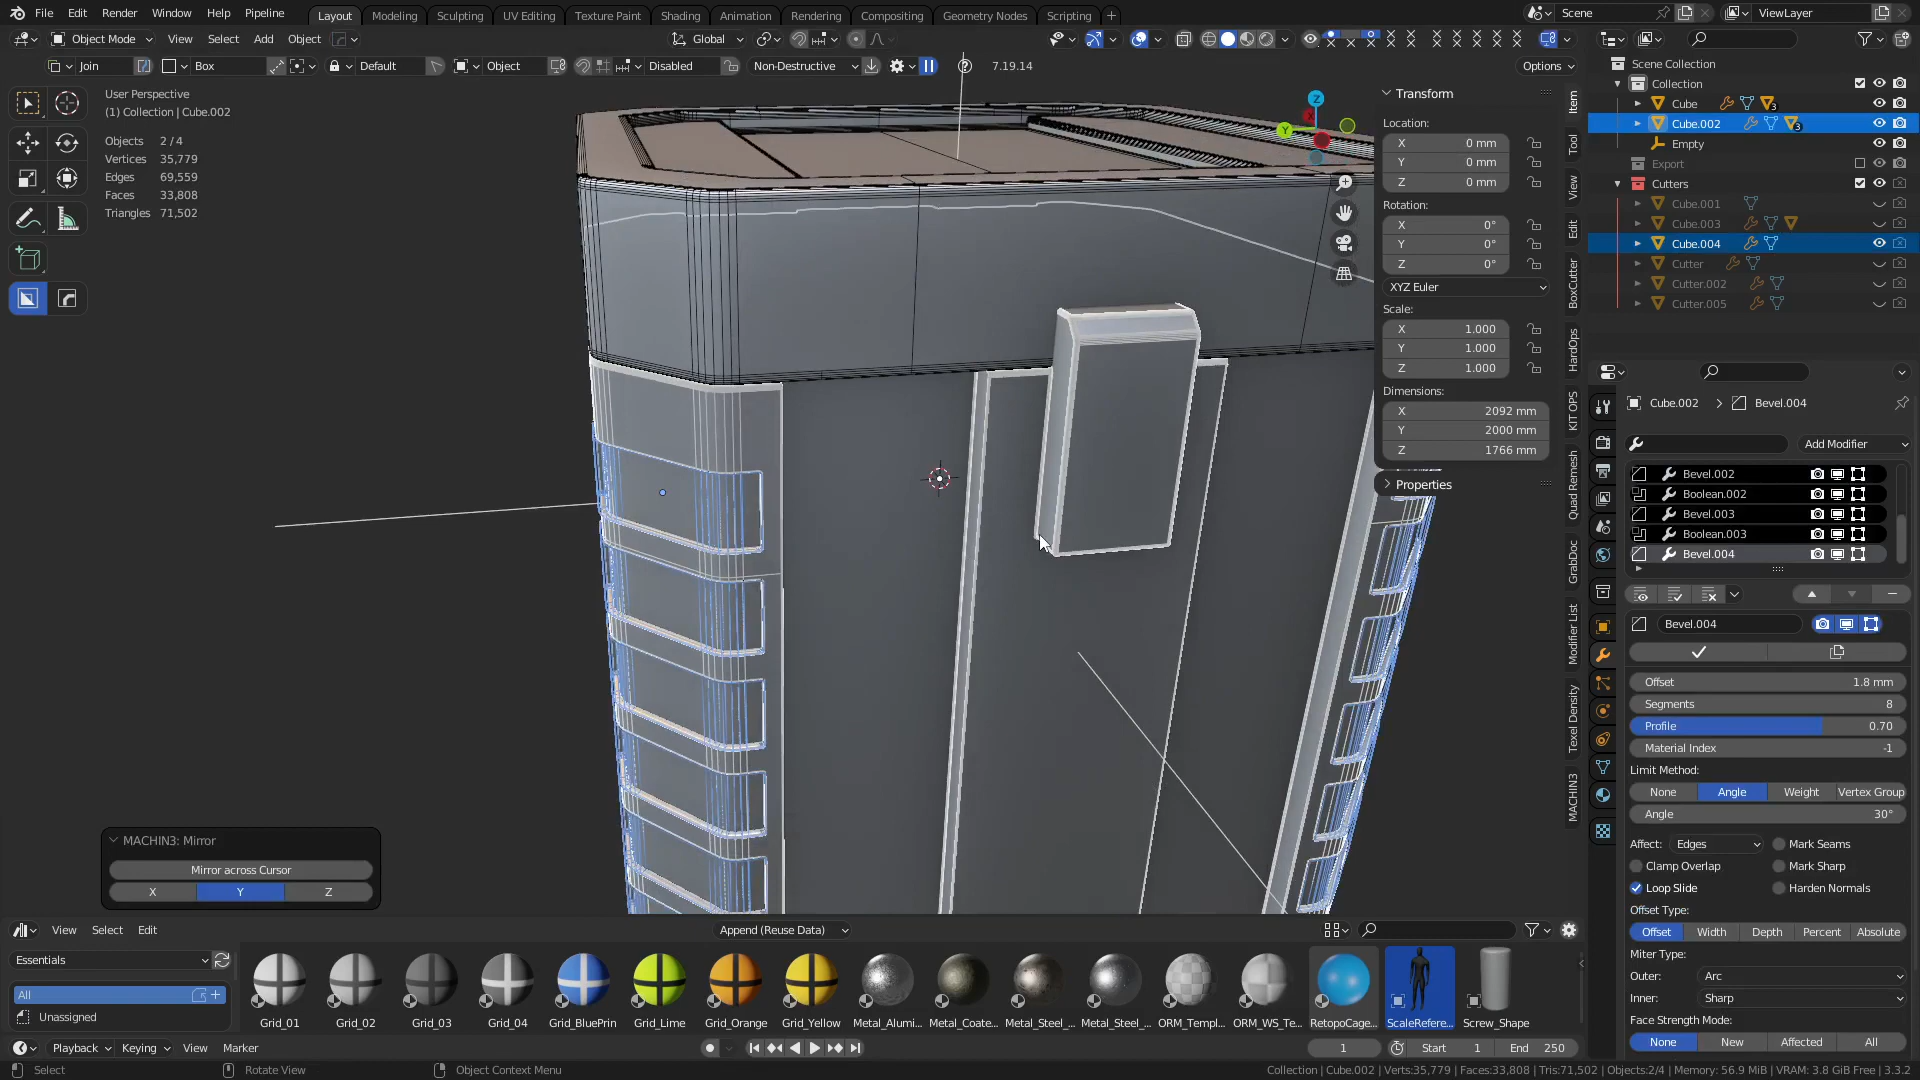 File Edit Render Window Help Pipeline
Layout Modeling Sculpting UV Editing Texture Paint Shading Animation Rendering Compositing Geometry Nodes Scripting +
Scene ViewLayer
Object Mode View Select Add Object Global
Join Box Default Object Disabled Non-Destructive 7.19.14 Options
User Perspective
(1) Collection | Cube.002
Objects 2 / 4
Vertices 35,779
Edges 69,559
Faces 33,808
Triangles 71,502
Z
Y
Transform
Location:
X 0 mm
Y 0 mm
Z 0 mm
Rotation:
X 0°
Y 0°
Z 0°
XYZ Euler
Scale:
X 1.000
Y 1.000
Z 1.000
Dimensions:
X 2092 mm
Y 2000 mm
Z 1766 mm
Properties
Item
Tool
View
Edit
BoxCutter
HardOps
KIT OPS
Quad Remesh
GrabDoc
Modifier List
Texel Density
MACHIN3
Scene Collection
Collection
Cube 3
Cube.002 3
Empty
Export
Cutters
Cube.001
Cube.003
Cube.004
Cutter
Cutter.002
Cutter.005
Cube.002 > Bevel.004
Add Modifier
Bevel.002
Boolean.002
Bevel.003
Boolean.003
Bevel.004
Bevel.004
Offset 1.8 mm
Segments 8
Profile 0.70
Material Index -1
Limit Method:
None Angle Weight Vertex Group
Angle 30°
Affect: Edges Mark Seams
Clamp Overlap Mark Sharp
Loop Slide Harden Normals
Offset Type:
Offset Width Depth Percent Absolute
Miter Type:
Outer: Arc
Inner: Sharp
Face Strength Mode:
None New Affected All
MACHIN3: Mirror
Mirror across Cursor
X Y Z
View Select Edit Append (Reuse Data)
Essentials
All
Unassigned
Grid_01 Grid_02 Grid_03 Grid_04 Grid_BluePrin Grid_Lime Grid_Orange Grid_Yellow Metal_Alumi... Metal_Coate... Metal_Steel_... Metal_Steel_... ORM_Templ... ORM_WS_Te... RetopoCage... ScaleRefere... Screw_Shape
Playback Keying View Marker 1 Start 1 End 250
Select Rotate View Object Context Menu
Collection | Cube.002 | Verts:35,779 | Faces:33,808 | Tris:71,502 | Objects:2/4 | Memory: 56.9 MiB | VRAM: 3.8 GiB Free | 3.3.2